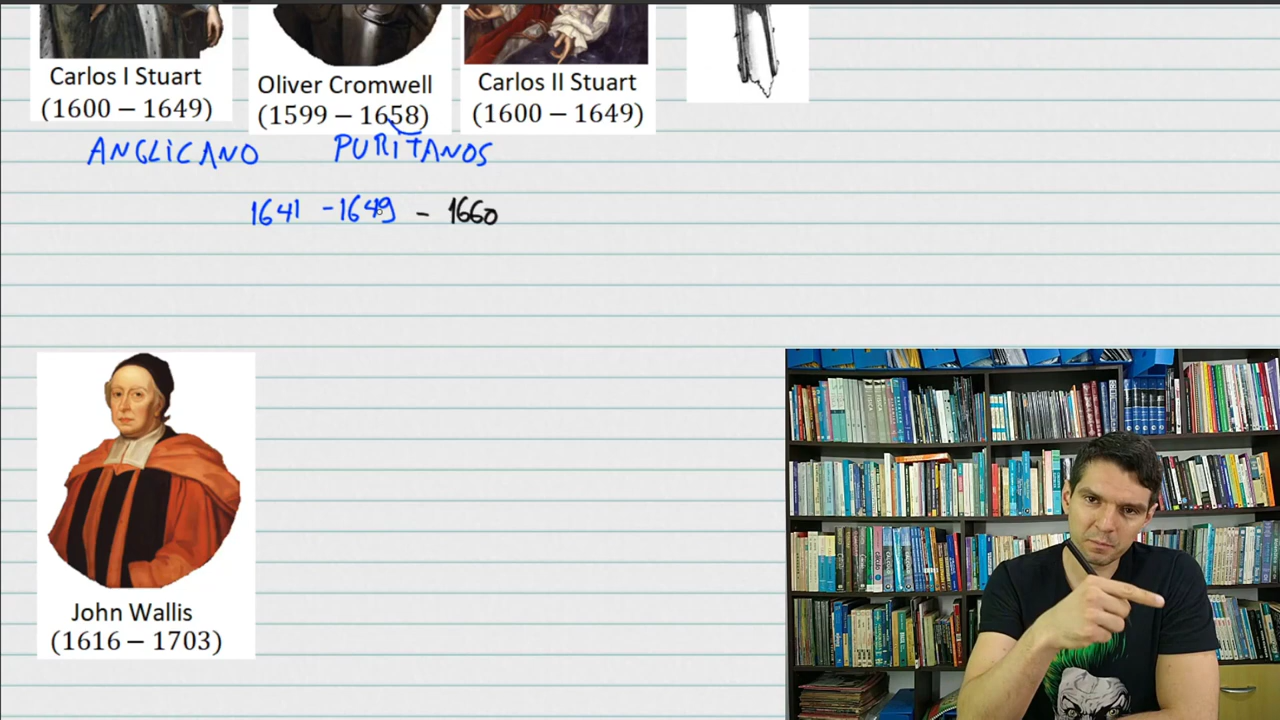 Carlos I Stuart
(1600 – 1649)
Oliver Cromwell
(1599 – 1658)
Carlos II Stuart
(1600 – 1649)
ANGLICANO PURITANOS
1641 - 1649 - 1660
John Wallis
(1616 – 1703)